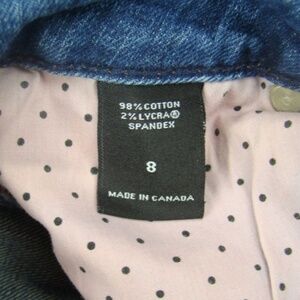 98% COTTON
2% LYCRA®
SPANDEX
8
MADE IN CANADA